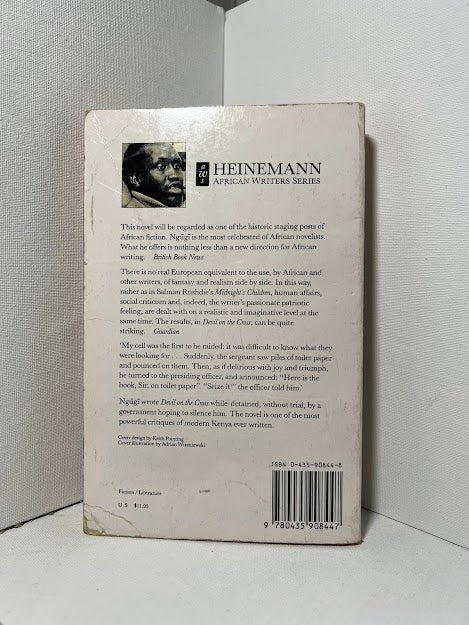 aws
HEINEMANN
AFRICAN WRITERS SERIES
This novel will be regarded as one of the historic staging posts of
African fiction. Ngũgĩ is the most celebrated of African novelists.
What he offers is nothing less than a new direction for African
writing. British Book News
There is no real European equivalent to the use, by African and
other writers, of fantasy and realism side by side. In this way,
rather as in Salman Rushdie's Midnight's Children, human affairs,
social criticism and, indeed, the writer's passionate patriotic
feeling, are dealt with on a realistic and imaginative level at the
same time. The results, in Devil on the Cross, can be quite
striking. Guardian
'My cell was the first to be raided: it was difficult to know what they
were looking for . . . Suddenly, the sergeant saw piles of toilet paper
and pounced on them. Then, as if delirious with joy and triumph,
he turned to the presiding officer, and announced: "Here is the
book, Sir, on toilet paper". "Seize it!" the officer told him.'
Ngũgĩ wrote Devil on the Cross while detained, without trial, by a
government hoping to silence him. The novel is one of the most
powerful critiques of modern Kenya ever written.
Cover design by Keith Pointing
Cover illustration by Adrian
Fiction / Literature
U S $11.95
ISBN 0-435-90844-8
9 780435 908447